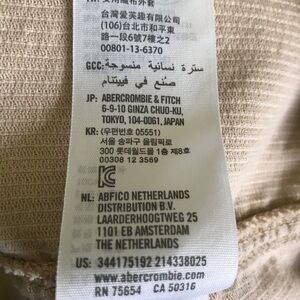 台灣愛芙趣有限公司
(106)台北市和平東
路一段6號7樓之2
00801-13-6370
GCC: سترة نسائية منسوجة
صنع في فييتنام
JP: ABERCROMBIE & FITCH
6-9-10 GINZA CHUO-KU,
TOKYO, 104-0061, JAPAN
KR: (우편번호 05551)
서울 송파구 올림픽로
300 롯데월드몰 1층 제8호
00308 12 3569
NL: ABFICO NETHERLANDS
DISTRIBUTION B.V.
LAARDERHOOGTWEG 25
1101 EB AMSTERDAM
THE NETHERLANDS
US: 344175192 214338025
www.abercrombie.com
RN 75654 CA 50316